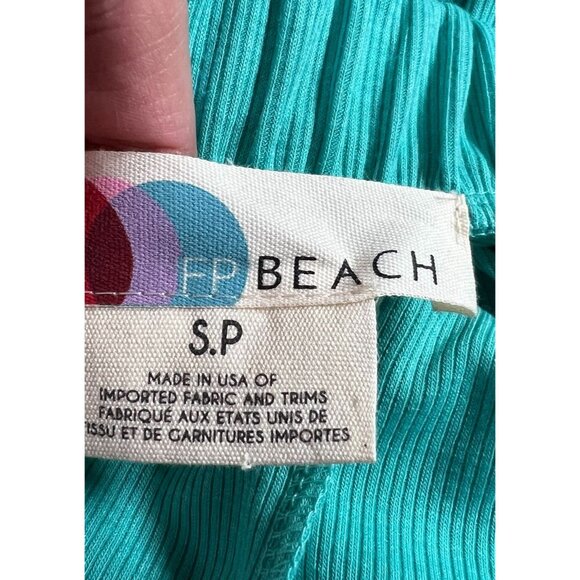 FP BEACH
S.P
MADE IN USA OF
IMPORTED FABRIC AND TRIMS
FABRIQUÉ AUX ETATS UNIS DE
TISSU ET DE GARNITURES IMPORTES